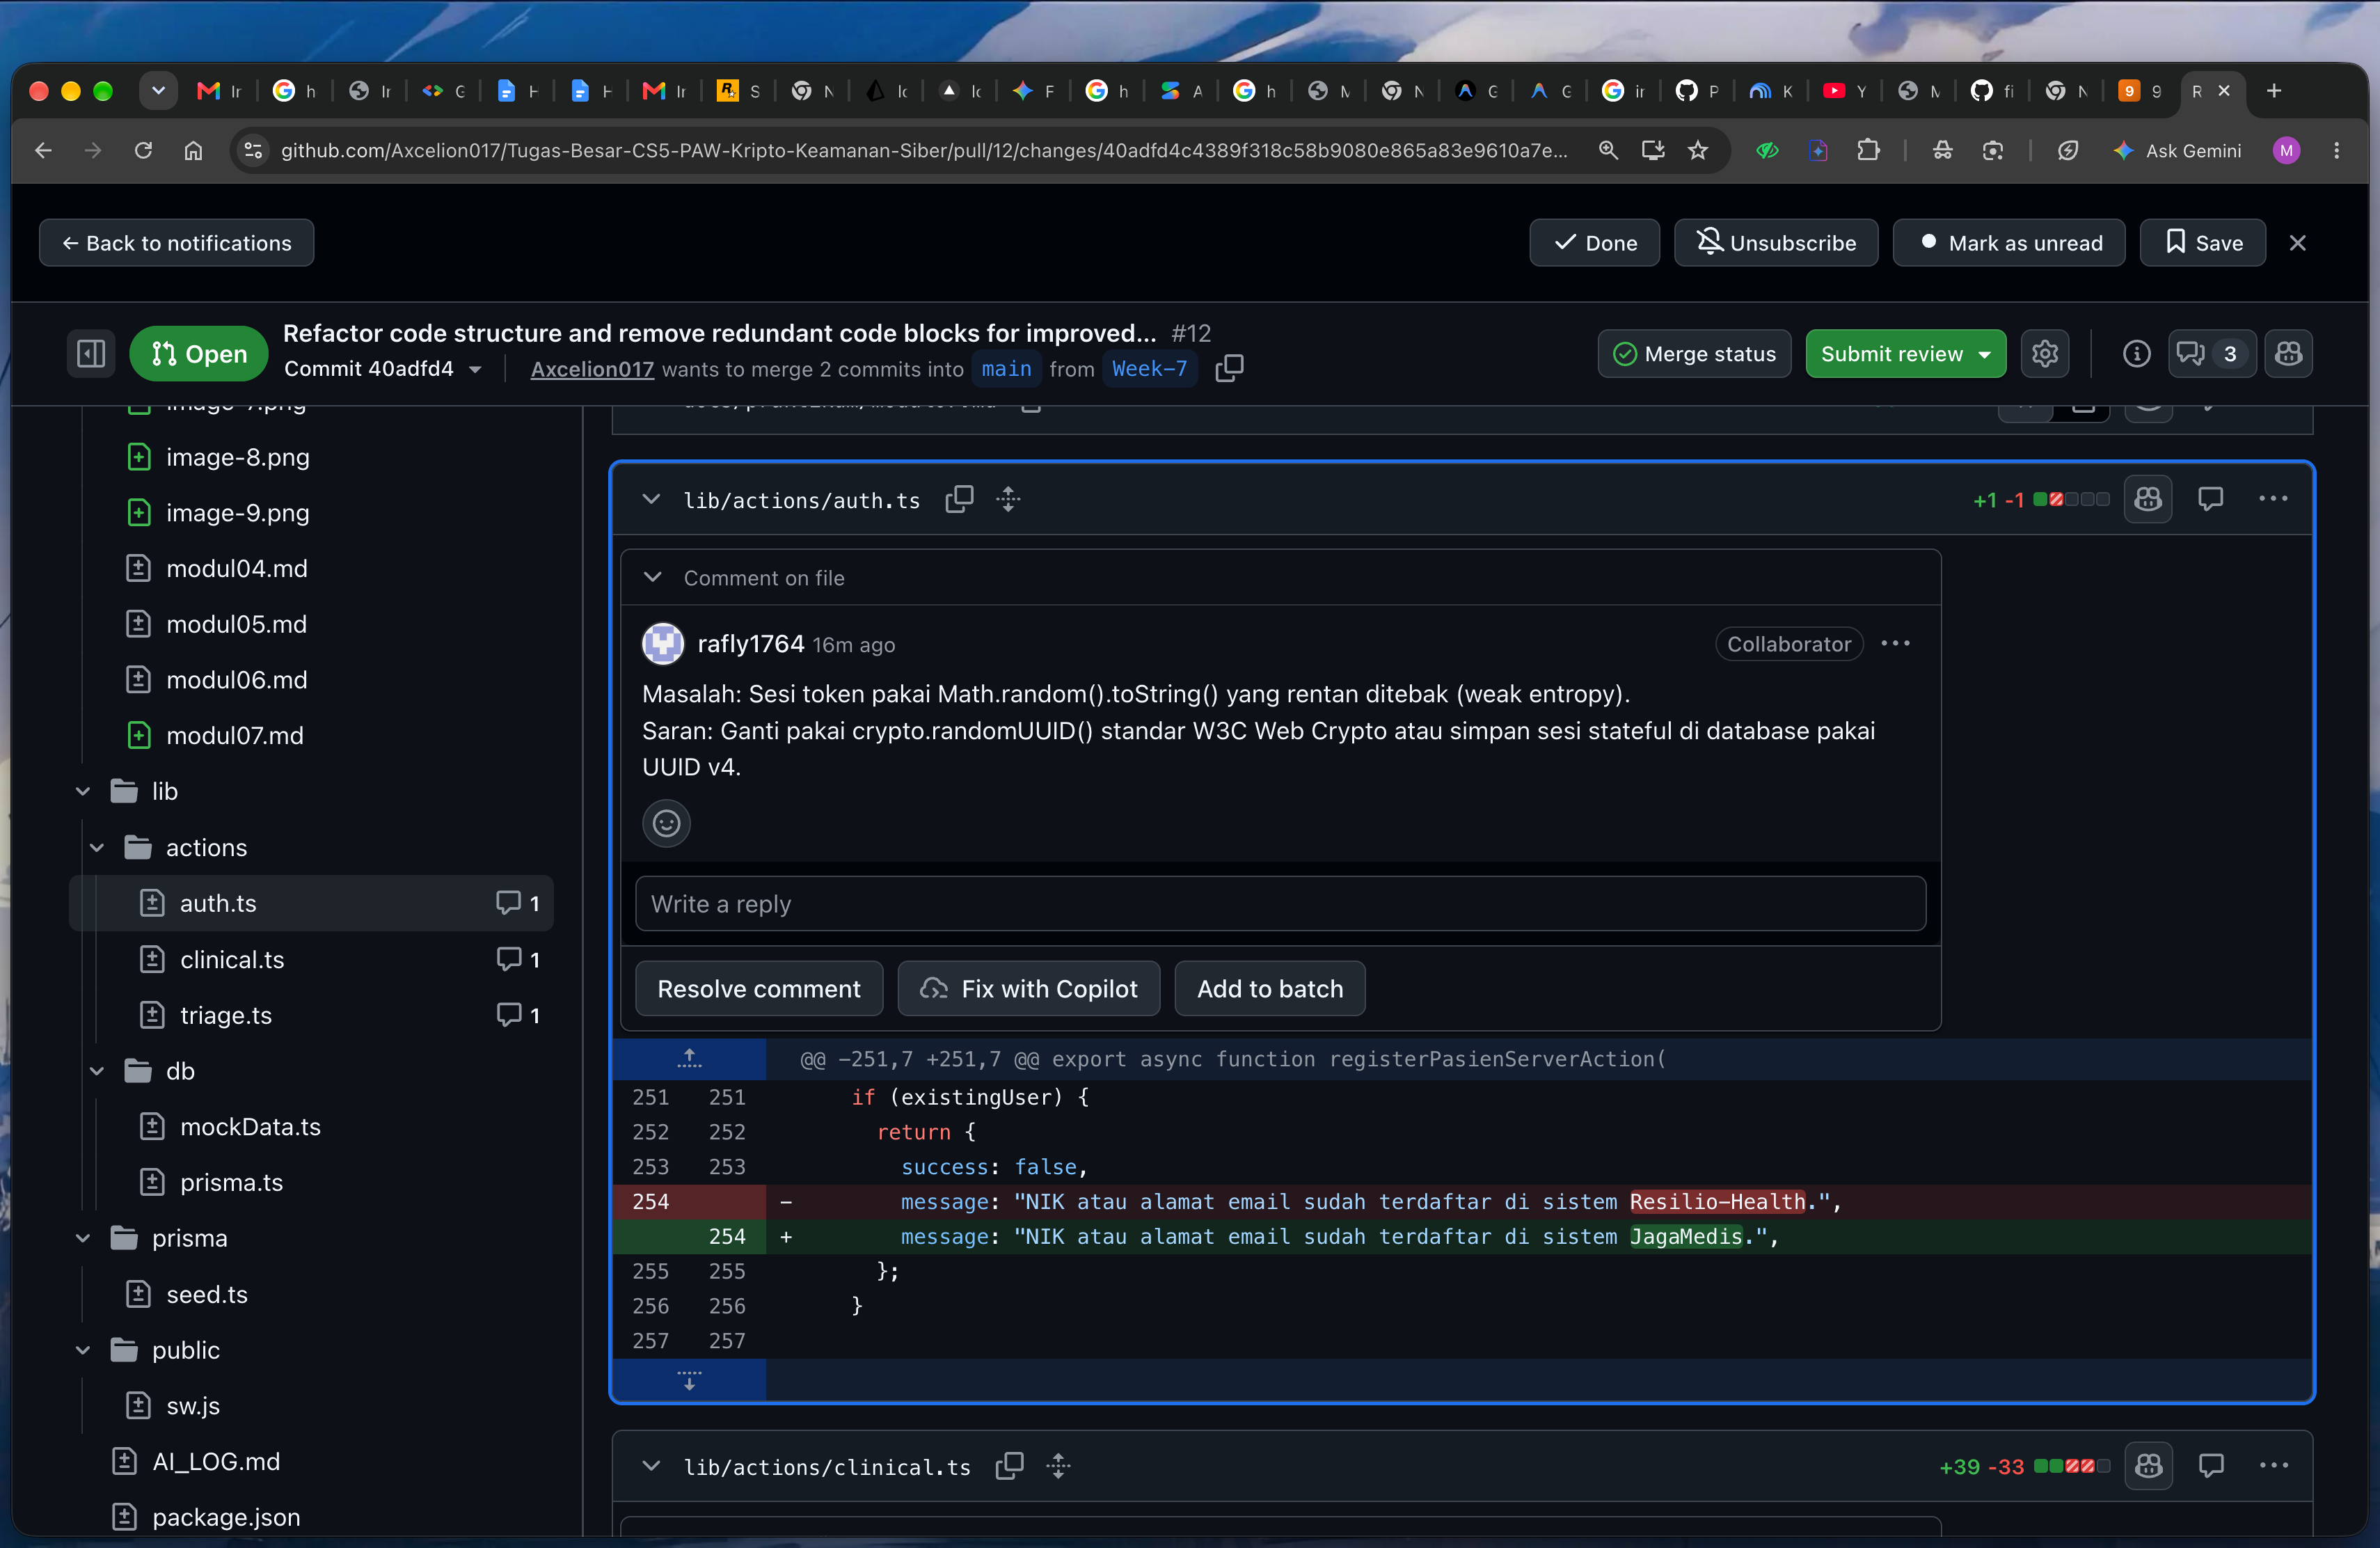 github.com/Axcelion017/Tugas-Besar-CS5-PAW-Kripto-Keamanan-Siber/pull/12/changes/40adfd4c4389f318c58b9080e865a83e9610a7e...
Ask Gemini
M
Back to notifications
Done
Unsubscribe
Mark as unread
Save
Open
Refactor code structure and remove redundant code blocks for improved... #12
Commit 40adfd4
Axcelion017 wants to merge 2 commits into main from Week-7
Merge status
Submit review
3
image-8.png
image-9.png
modul04.md
modul05.md
modul06.md
modul07.md
lib
actions
auth.ts 1
clinical.ts 1
triage.ts 1
db
mockData.ts
prisma.ts
prisma
seed.ts
public
sw.js
AI_LOG.md
package.json
lib/actions/auth.ts
+1 -1
Comment on file
rafly1764 16m ago
Collaborator
Masalah: Sesi token pakai Math.random().toString() yang rentan ditebak (weak entropy).
Saran: Ganti pakai crypto.randomUUID() standar W3C Web Crypto atau simpan sesi stateful di database pakai
UUID v4.
Write a reply
Resolve comment
Fix with Copilot
Add to batch
@@ -251,7 +251,7 @@ export async function registerPasienServerAction(
251 251 if (existingUser) {
252 252 return {
253 253 success: false,
254 - message: "NIK atau alamat email sudah terdaftar di sistem Resilio-Health.",
254 + message: "NIK atau alamat email sudah terdaftar di sistem JagaMedis.",
255 255 };
256 256 }
257 257
lib/actions/clinical.ts
+39 -33